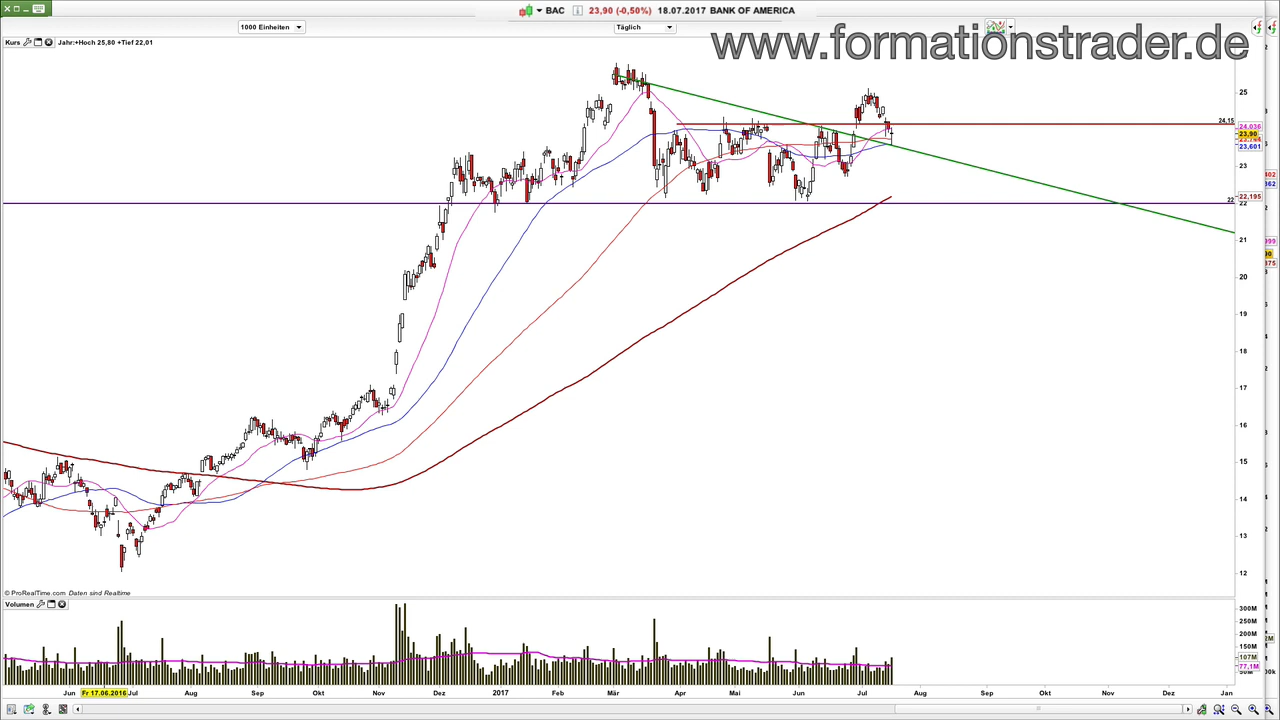 BAC 23,90 (-0,50%) 18.07.2017 BANK OF AMERICA
1000 Einheiten
Täglich
www.formationstrader.de
Kurs
Jahr:+Hoch 25,80 +Tief 22,01
25
24,15
24,036
23,90
23,601
23
22,195
22
22
21
20
19
18
17
16
15
14
13
12
© ProRealTime.com Daten sind Realtime
Volumen
300M
250M
200M
150M
107M
77,1M
50M
Jun Fr 17.06.2016 Jul Aug Sep Okt Nov Dez 2017 Feb Mär Apr Mai Jun Jul Aug Sep Okt Nov Dez Jan